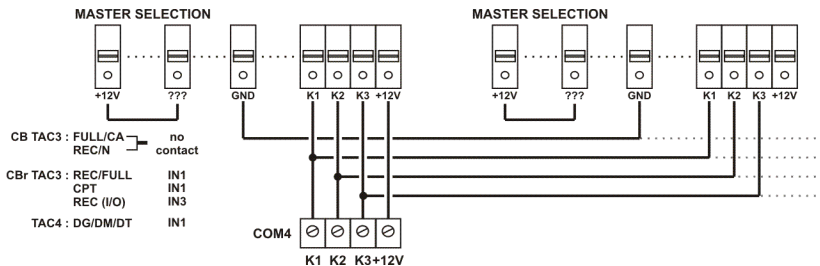 MASTER SELECTION MASTER SELECTION
+12V ??? GND K1 K2 K3 +12V +12V ??? GND K1 K2 K3 +12V
CB TAC3 : FULL/CA no
REC/N contact
CBr TAC3 : REC/FULL IN1
CPT IN1
REC (I/O) IN3
TAC4 : DG/DM/DT IN1
COM4
K1 K2 K3+12V